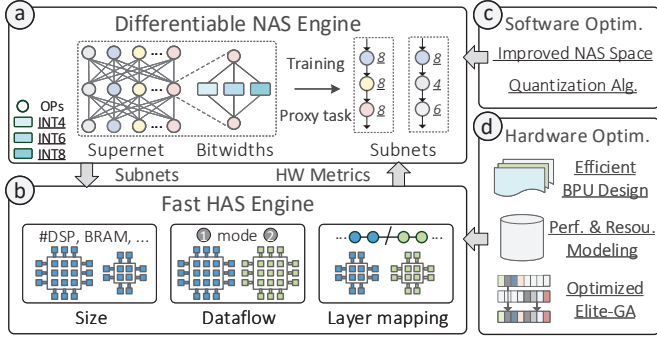 a
Differentiable NAS Engine
OPs
INT4
INT6
INT8
Supernet
Bitwidths
Training
Proxy task
8
8
8
8
4
6
Subnets
Subnets
HW Metrics
b
Fast HAS Engine
#DSP, BRAM, ...
Size
1 mode 2
Dataflow
... / ...
Layer mapping
c
Software Optim.
Improved NAS Space
Quantization Alg.
d
Hardware Optim.
Efficient
BPU Design
Perf. & Resou.
Modeling
Optimized
Elite-GA